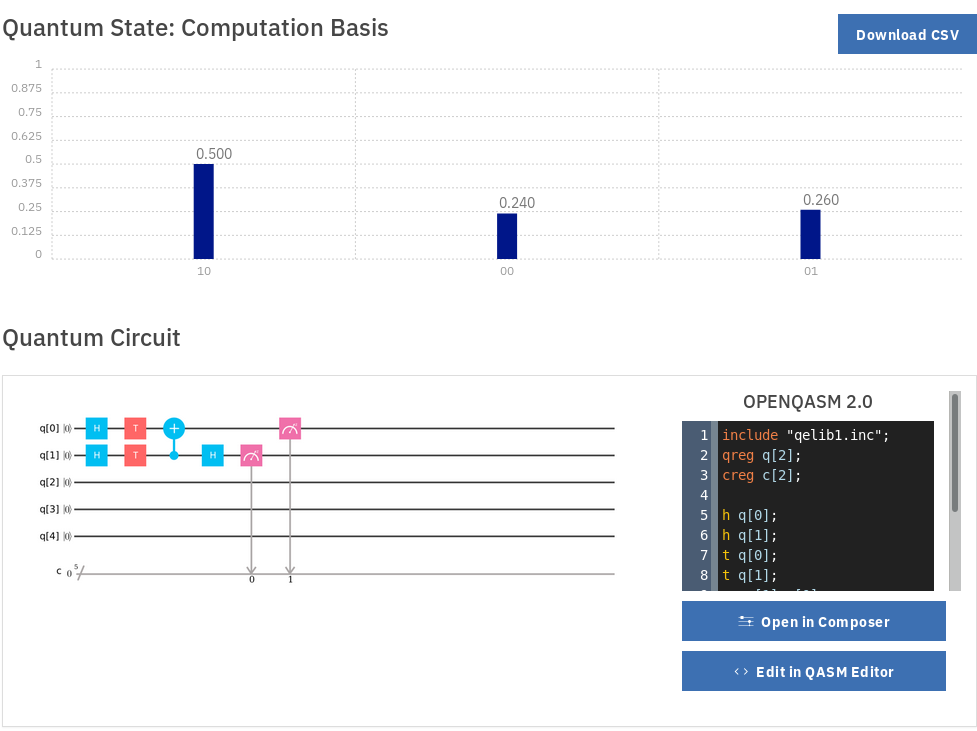 Quantum State: Computation Basis
Download CSV
1
0.875
0.75
0.625
0.5
0.375
0.25
0.125
0
0.500
0.240
0.260
10
00
01
Quantum Circuit
q[0] |0⟩ H T +
q[1] |0⟩ H T H
q[2] |0⟩
q[3] |0⟩
q[4] |0⟩
c 0 5
0 1
OPENQASM 2.0
1 include "qelib1.inc";
2 qreg q[2];
3 creg c[2];
4
5 h q[0];
6 h q[1];
7 t q[0];
8 t q[1];
Open in Composer
<> Edit in QASM Editor